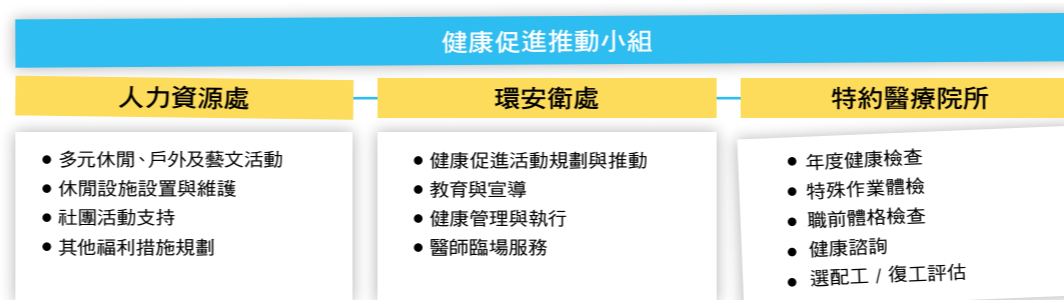 健康促進推動小組
人力資源處
環安衛處
特約醫療院所
• 多元休閒、戶外及藝文活動
• 休閒設施設置與維護
• 社團活動支持
• 其他福利措施規劃
• 健康促進活動規劃與推動
• 教育與宣導
• 健康管理與執行
• 醫師臨場服務
• 年度健康檢查
• 特殊作業體檢
• 職前體格檢查
• 健康諮詢
• 選配工 / 復工評估